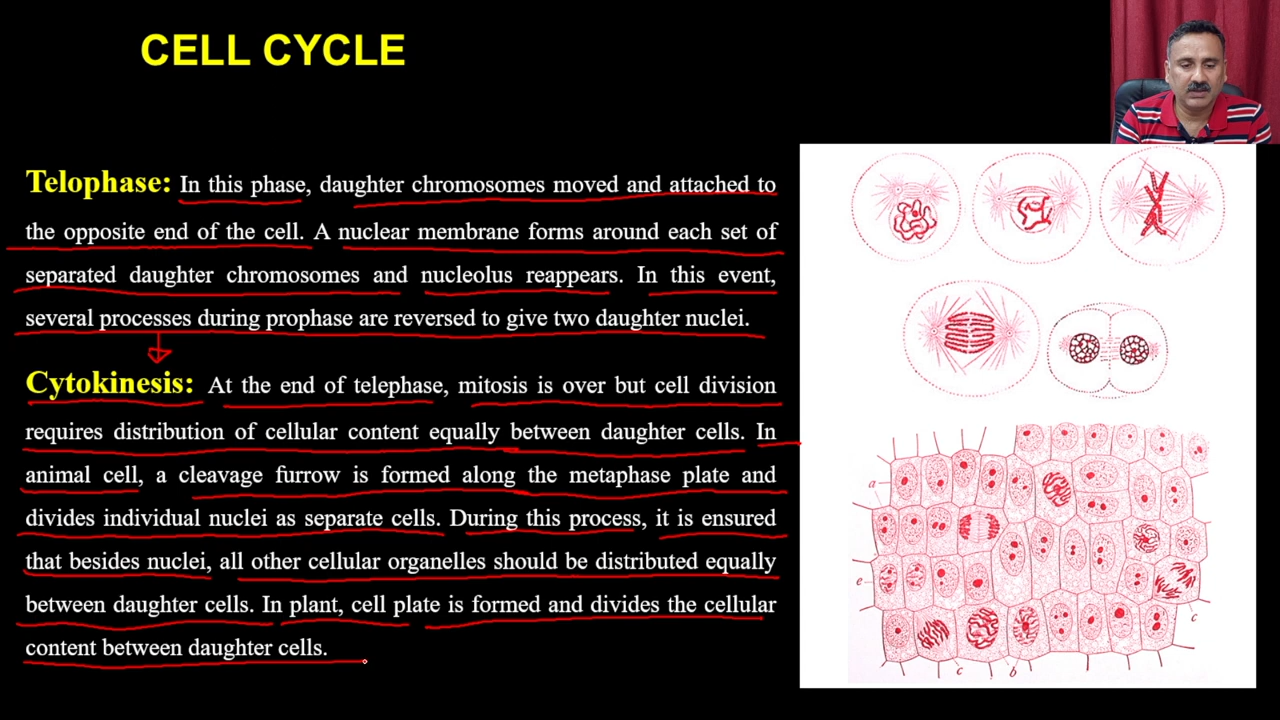 CELL CYCLE
Telophase: In this phase, daughter chromosomes moved and attached to
the opposite end of the cell. A nuclear membrane forms around each set of
separated daughter chromosomes and nucleolus reappears. In this event,
several processes during prophase are reversed to give two daughter nuclei.
Cytokinesis: At the end of telephase, mitosis is over but cell division
requires distribution of cellular content equally between daughter cells. In
animal cell, a cleavage furrow is formed along the metaphase plate and
divides individual nuclei as separate cells. During this process, it is ensured
that besides nuclei, all other cellular organelles should be distributed equally
between daughter cells. In plant, cell plate is formed and divides the cellular
content between daughter cells.
a
e
c
c
b